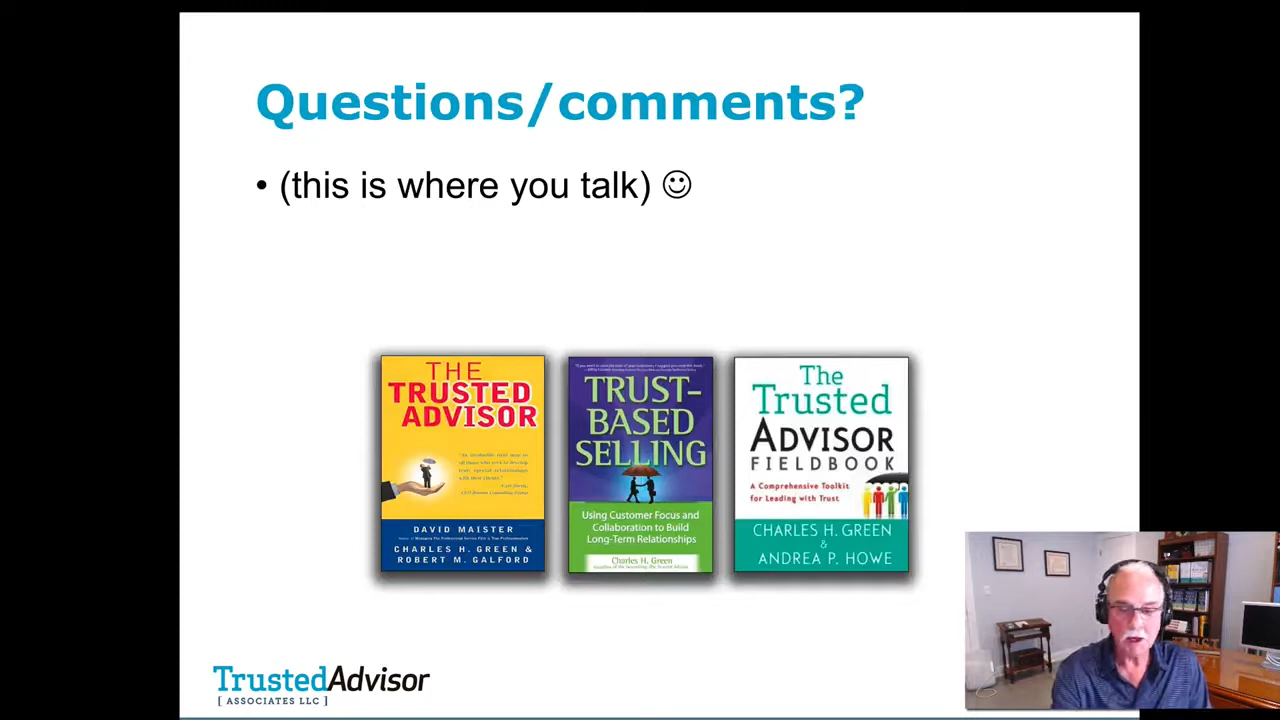 Questions/comments?
• (this is where you talk) ☺
THE
TRUSTED
ADVISOR
DAVID MAISTER
CHARLES H. GREEN &
ROBERT M. GALFORD
TRUST-
BASED
SELLING
Using Customer Focus and
Collaboration to Build
Long-Term Relationships
Charles H. Green
The
Trusted
ADVISOR
FIELDBOOK
A Comprehensive Toolkit
for Leading with Trust
CHARLES H. GREEN
&
ANDREA P. HOWE
TRUST
TrustedAdvisor
[ ASSOCIATES LLC ]